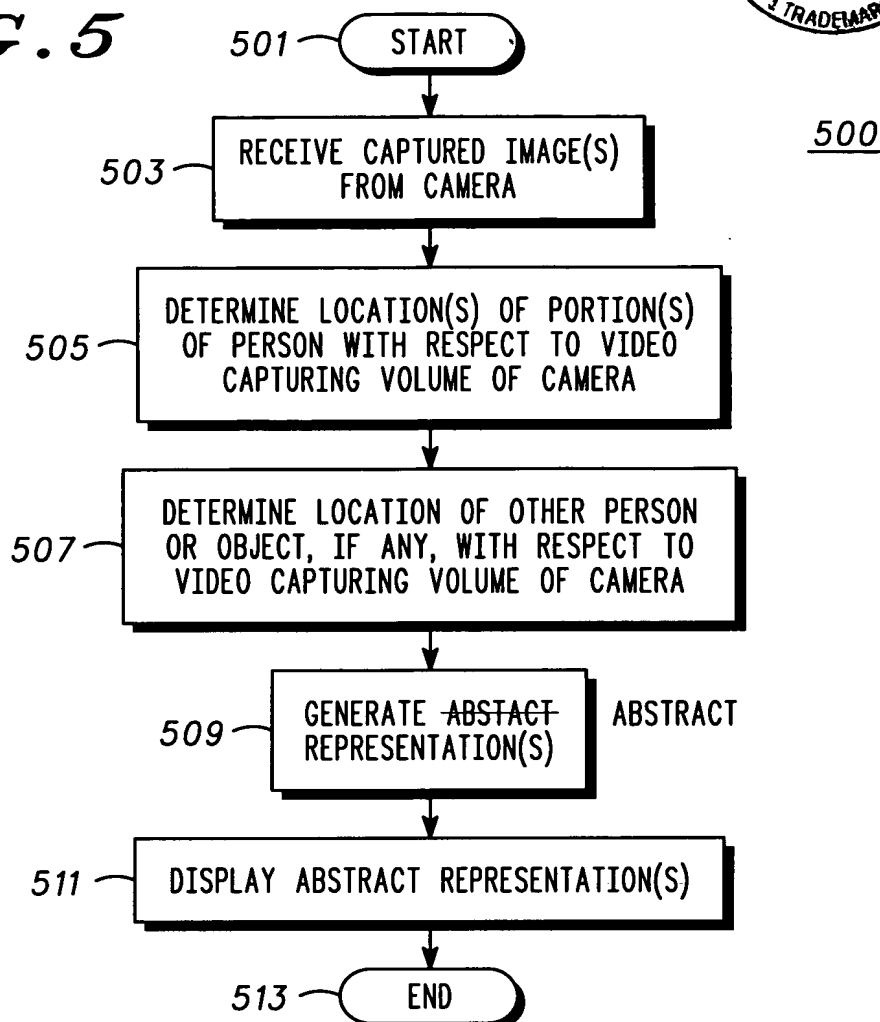 G.5
& TRADEMAR
500
501
START
503
RECEIVE CAPTURED IMAGE(S)
FROM CAMERA
505
DETERMINE LOCATION(S) OF PORTION(S)
OF PERSON WITH RESPECT TO VIDEO
CAPTURING VOLUME OF CAMERA
507
DETERMINE LOCATION OF OTHER PERSON
OR OBJECT, IF ANY, WITH RESPECT TO
VIDEO CAPTURING VOLUME OF CAMERA
509
GENERATE ABSTACT ABSTRACT
REPRESENTATION(S)
511
DISPLAY ABSTRACT REPRESENTATION(S)
513
END